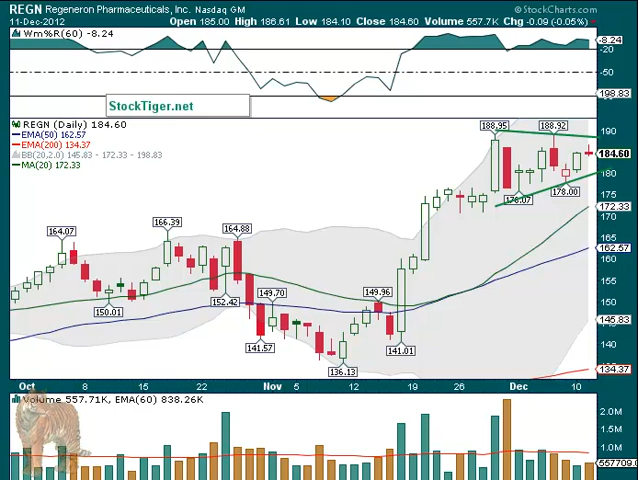 REGN Regeneron Pharmaceuticals, Inc. Nasdaq GM © StockCharts.com
11-Dec-2012 Open 185.00 High 186.61 Low 184.10 Close 184.60 Volume 557.7K Chg -0.09 (-0.05%)
Wm%R(60) -8.24
-8.24
-20
-50
198.83
StockTiger.net
REGN (Daily) 184.60
EMA(50) 162.57
EMA(200) 134.37
BB(20,2.0) 145.83 - 172.33 - 198.83
MA(20) 172.33
188.95 188.92
190
184.60
180
178.07 178.00
175
172.33
170
166.39
164.07 164.88
165
162.57
160
155
152.42 149.70 149.96
150
150.01
145.83
141.57 141.01
140
136.13
134.37
Oct 8 15 22 Nov 5 12 19 26 Dec 10
Volume 557.71K, EMA(60) 838.26K
2.0M
1.5M
1.0M
557709.0